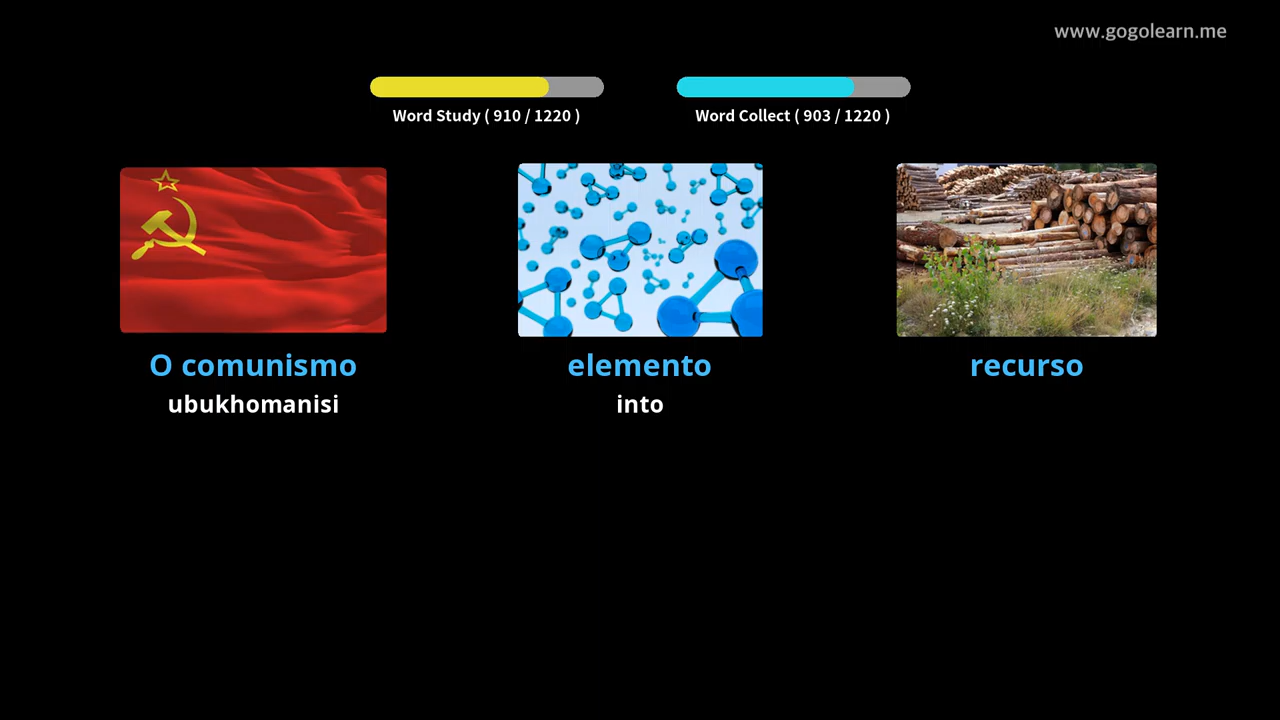 www.gogolearn.me
Word Study ( 910 / 1220 )
Word Collect ( 903 / 1220 )
O comunismo
elemento
recurso
ubukhomanisi
into